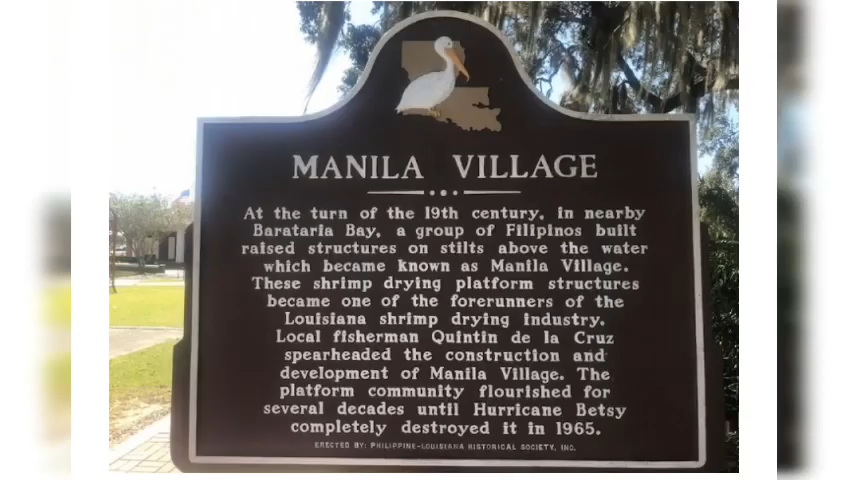 MANILA VILLAGE
At the turn of the 19th century, in nearby
Barataria Bay, a group of Filipinos built
raised structures on stilts above the water
which became known as Manila Village.
These shrimp drying platform structures
became one of the forerunners of the
Louisiana shrimp drying industry.
Local fisherman Quintin de la Cruz
spearheaded the construction and
development of Manila Village. The
platform community flourished for
several decades until Hurricane Betsy
completely destroyed it in 1965.
ERECTED BY: PHILIPPINE-LOUISIANA HISTORICAL SOCIETY, INC.